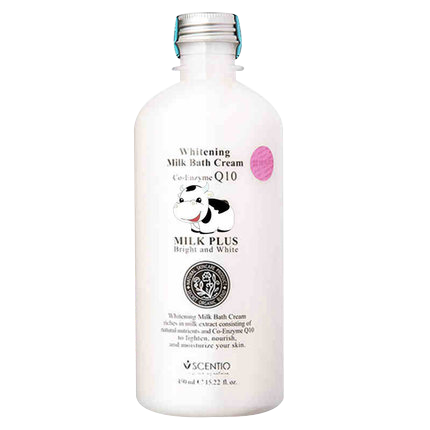 Whitening
Milk Bath Cream
Co-Enzyme Q10
MILK PLUS
Bright and White
Whitening Milk Bath Cream
riches in milk extract consisting of
natural nutrients and Co-Enzyme Q10
to lighten, nourish,
and moisturize your skin.
SCENTIO
450 ml 15.22 fl. oz.